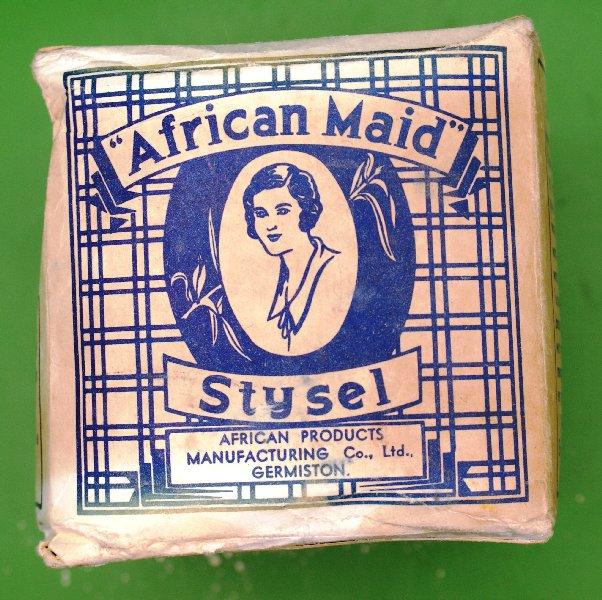 "African Maid"
Stysel
AFRICAN PRODUCTS
MANUFACTURING Co., Ltd.,
GERMISTON.